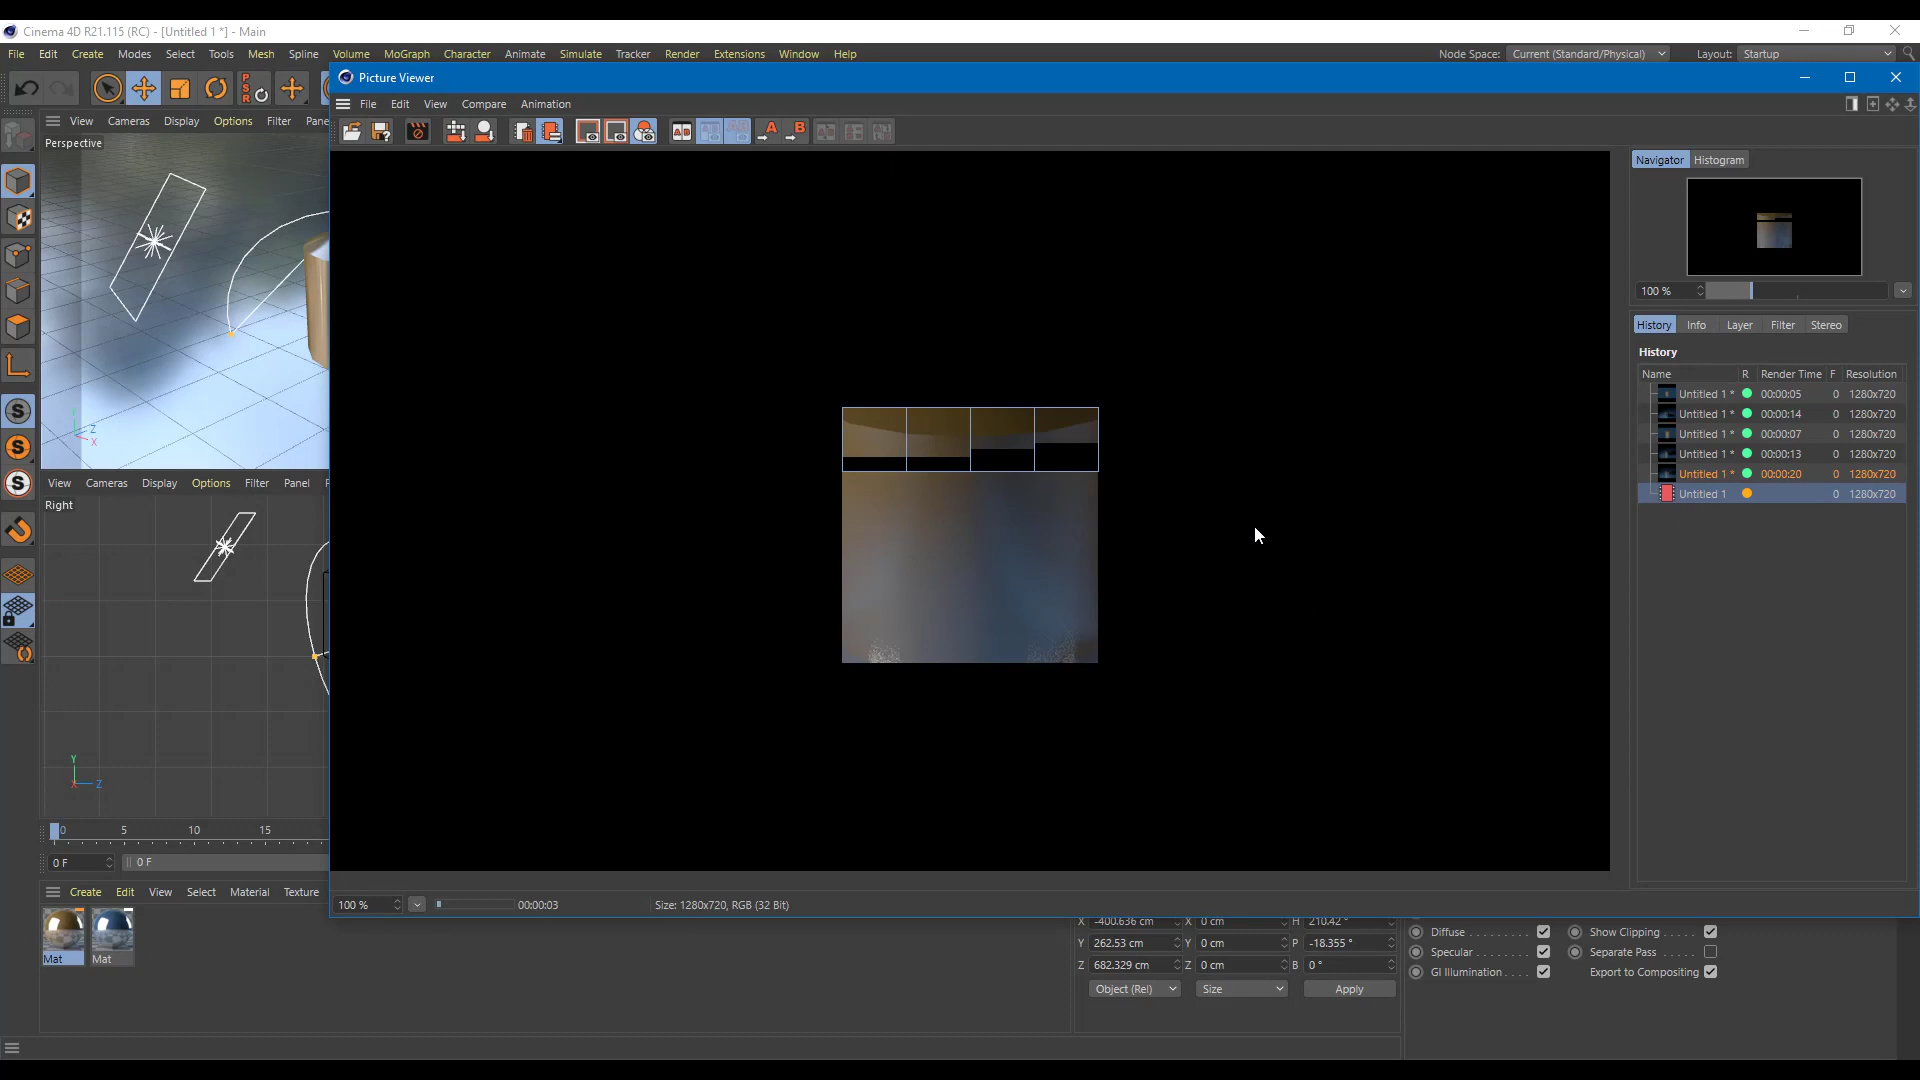 Cinema 4D R21.115 (RC) - [Untitled 1 *] - Main
File Edit Create Modes Select Tools Mesh Spline Volume MoGraph Character Animate Simulate Tracker Render Extensions Window Help
Node Space: Current (Standard/Physical) Layout: Startup
Picture Viewer
File Edit View Compare Animation
View Cameras Display Options Filter Pane
Perspective
Navigator Histogram
100 %
History Info Layer Filter Stereo
History
Name R Render Time F Resolution
Untitled 1 * 00:00:05 0 1280x720
Untitled 1 * 00:00:14 0 1280x720
Untitled 1 * 00:00:07 0 1280x720
Untitled 1 * 00:00:13 0 1280x720
Untitled 1 * 00:00:20 0 1280x720
Untitled 1 0 1280x720
Z
X
View Cameras Display Options Filter Panel
Right
Y
X Z
0 5 10 15
0 F 0 F
Create Edit View Select Material Texture
100 % 00:00:03 Size: 1280x720, RGB (32 Bit)
Mat Mat
X -400.636 cm X 0 cm H 210.42 °
Y 262.53 cm Y 0 cm P -18.355 °
Z 682.329 cm Z 0 cm B 0 °
Object (Rel) Size Apply
Diffuse Show Clipping
Specular Separate Pass
GI Illumination Export to Compositing